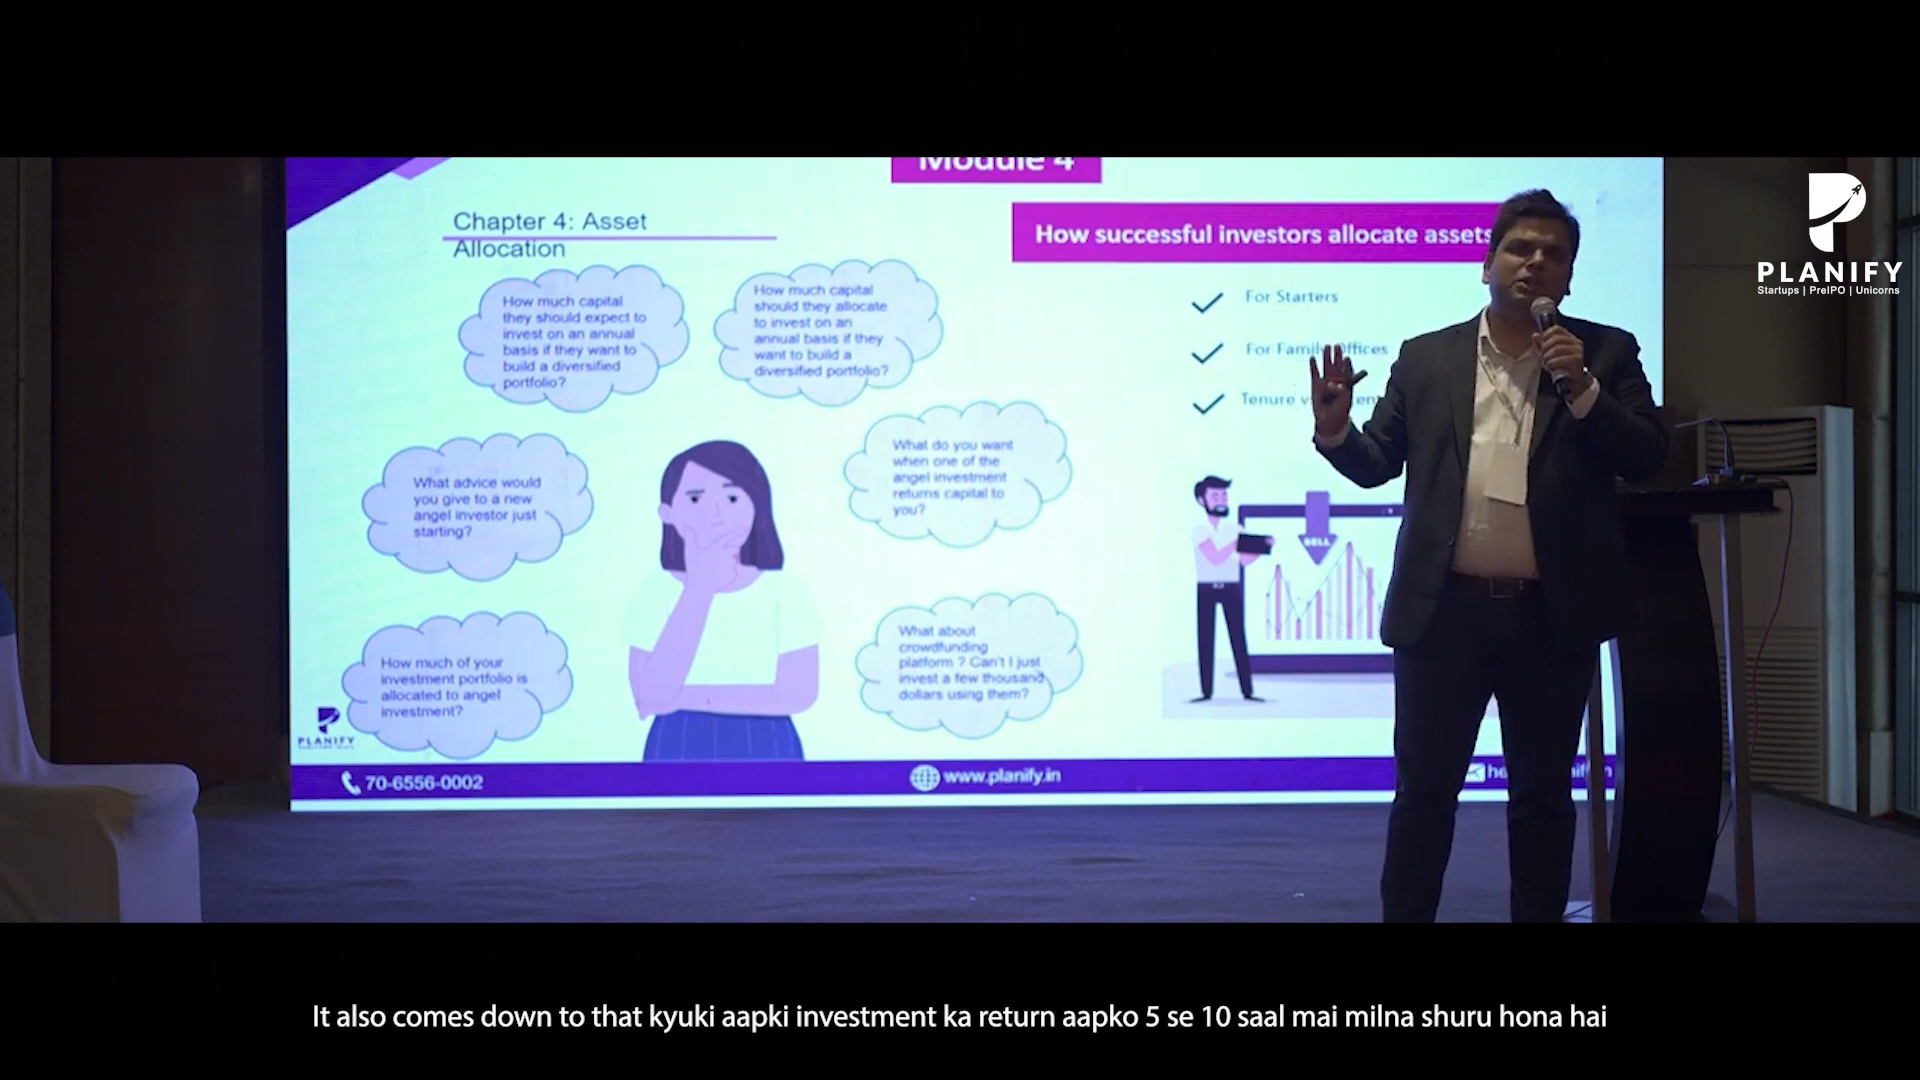 Module 4
Chapter 4: Asset
Allocation
How successful investors allocate assets
How much capital
they should expect to
invest on an annual
basis if they want to
build a diversified
portfolio?
How much capital
should they allocate
to invest on an
annual basis if they
want to build a
diversified portfolio?
For Starters
For Family Offices
Tenure
What advice would
you give to a new
angel investor just
starting?
What do you want
when one of the
angel investment
returns capital to
you?
SELL
How much of your
investment portfolio is
allocated to angel
investment?
What about
crowdfunding
platform ? Can't I just
invest a few thousand
dollars using them?
PLANIFY
70-6556-0002
www.planify.in
PLANIFY
Startups | PreIPO | Unicorns
It also comes down to that kyuki aapki investment ka return aapko 5 se 10 saal mai milna shuru hona hai